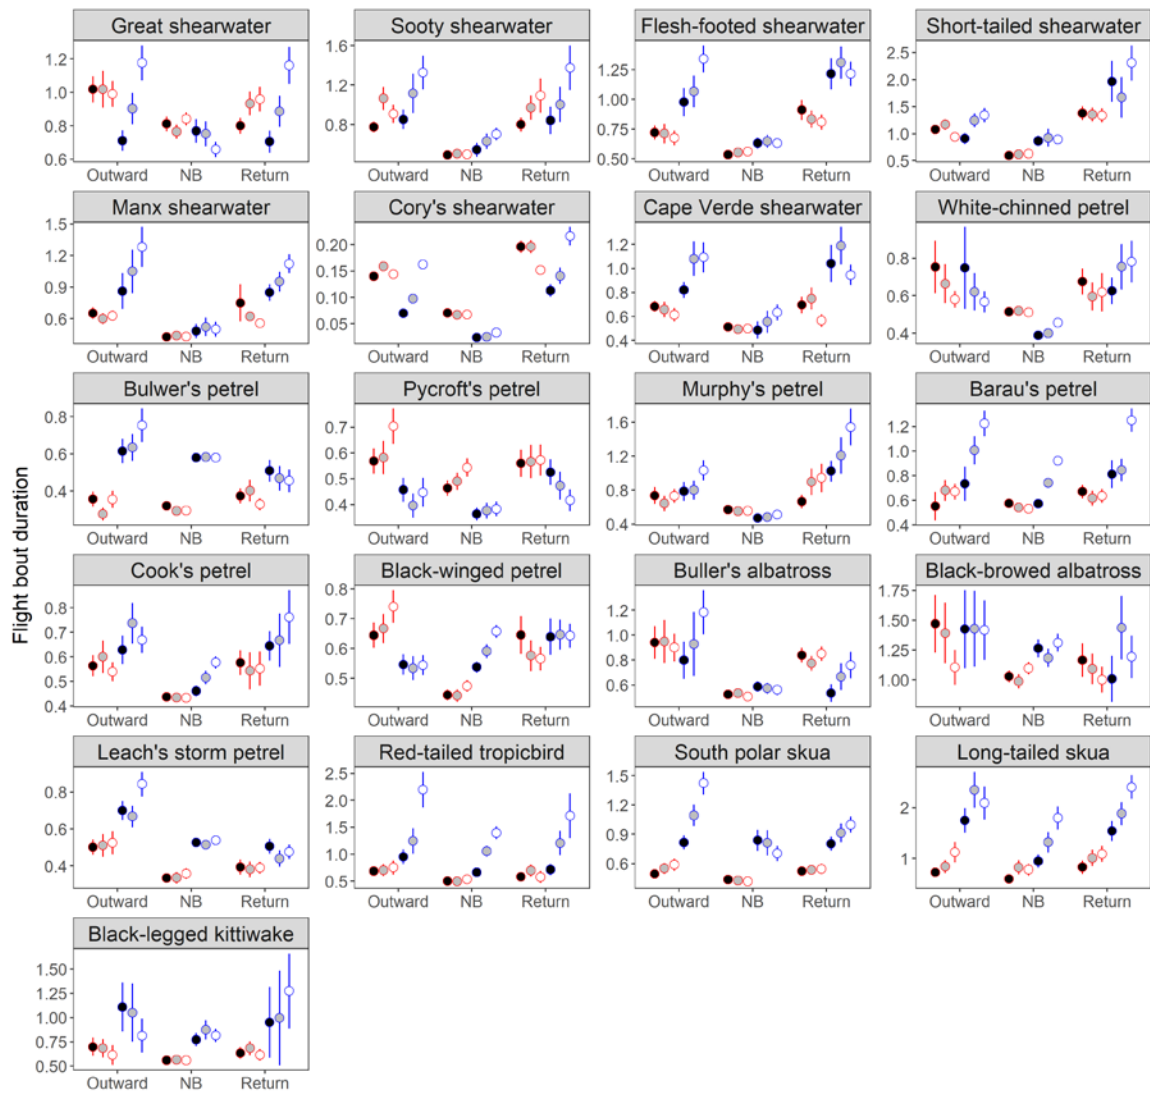 Great shearwater Sooty shearwater Flesh-footed shearwater Short-tailed shearwater
1.2 1.0 0.8 0.6
1.6 1.2 0.8
1.25 1.00 0.75 0.50
2.5 2.0 1.5 1.0 0.5
Outward NB Return Outward NB Return Outward NB Return Outward NB Return
Manx shearwater Cory's shearwater Cape Verde shearwater White-chinned petrel
1.5 1.2 0.9 0.6
0.20 0.15 0.10 0.05
1.2 1.0 0.8 0.6 0.4
0.8 0.6 0.4
Outward NB Return Outward NB Return Outward NB Return Outward NB Return
Bulwer's petrel Pycroft's petrel Murphy's petrel Barau's petrel
0.8 0.6 0.4
0.7 0.6 0.5 0.4
1.6 1.2 0.8 0.4
1.2 1.0 0.8 0.6 0.4
Outward NB Return Outward NB Return Outward NB Return Outward NB Return
Flight bout duration
Cook's petrel Black-winged petrel Buller's albatross Black-browed albatross
0.8 0.7 0.6 0.5 0.4
0.8 0.7 0.6 0.5
1.2 1.0 0.8 0.6
1.75 1.50 1.25 1.00
Outward NB Return Outward NB Return Outward NB Return Outward NB Return
Leach's storm petrel Red-tailed tropicbird South polar skua Long-tailed skua
0.8 0.6 0.4
2.5 2.0 1.5 1.0 0.5
1.5 1.2 0.9 0.6
2 1
Outward NB Return Outward NB Return Outward NB Return Outward NB Return
Black-legged kittiwake
1.50 1.25 1.00 0.75 0.50
Outward NB Return